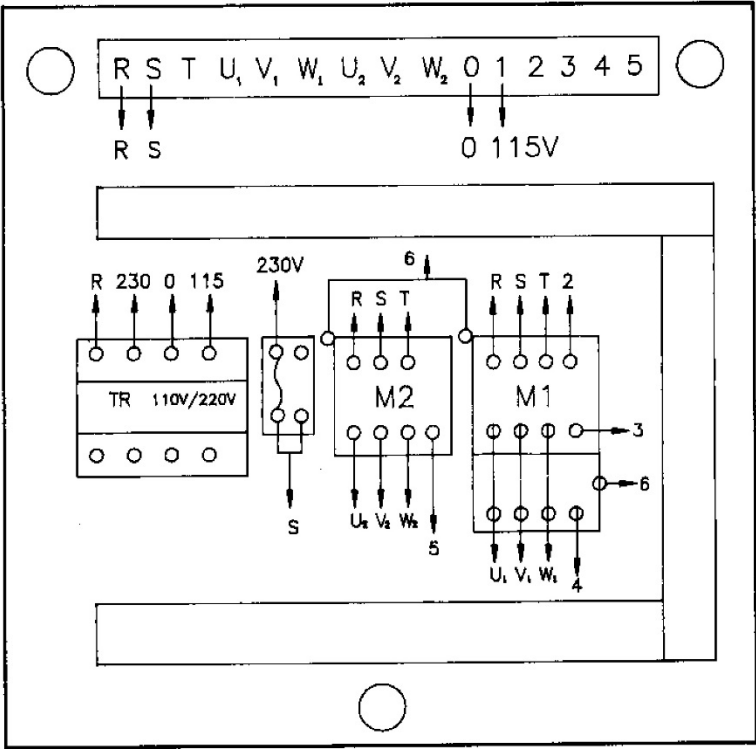 R S T U₁ V₁ W₁ U₂ V₂ W₂ 0 1 2 3 4 5
R S 0 115V
6
R 230 0 115 230V R S T R S T 2
TR 110V/220V M2 M1
3
6
S U₂ V₂ W₂ 5
U₁ V₁ W₁ 4